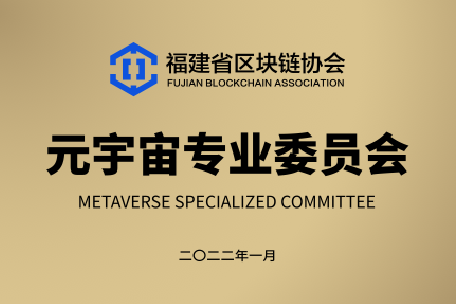 福建省区块链协会
FUJIAN BLOCKCHAIN ASSOCIATION
元宇宙专业委员会
METAVERSE SPECIALIZED COMMITTEE
二〇二二年一月